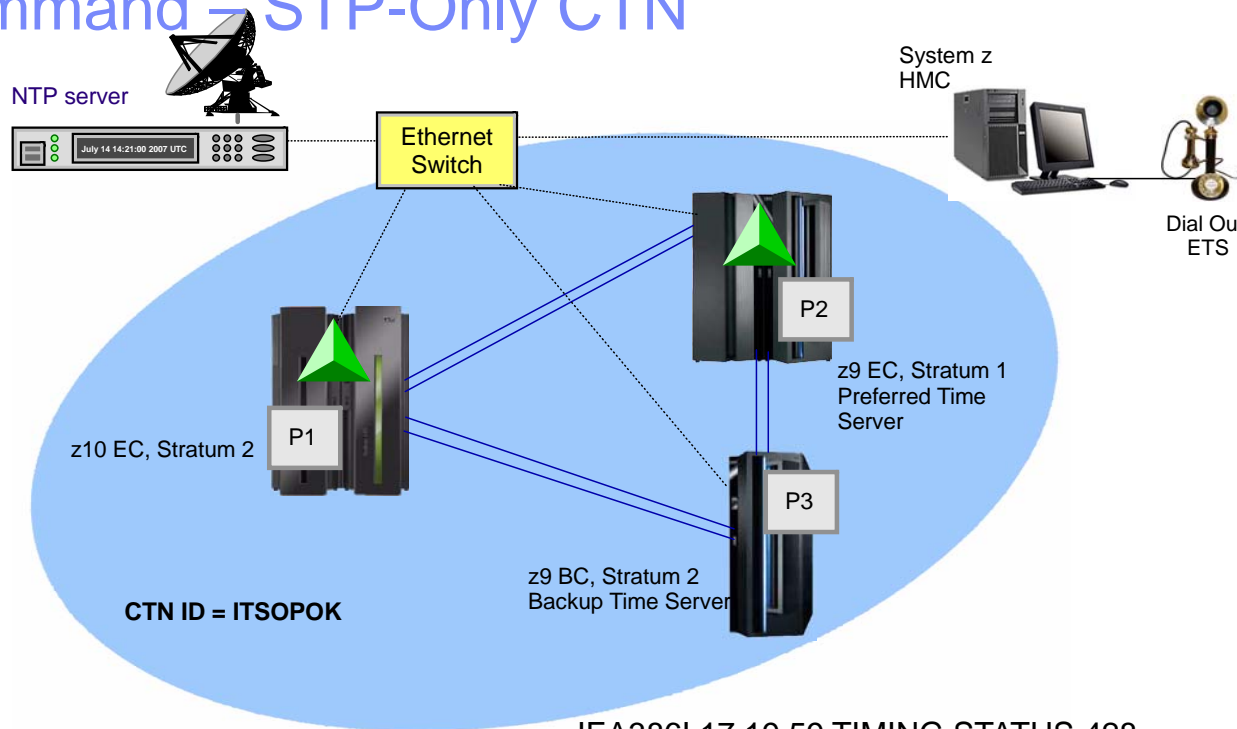 mmand – STP-Only CTN
System z
HMC
NTP server
July 14 14:21:00 2007 UTC
Ethernet
Switch
Dial Ou
ETS
P2
z9 EC, Stratum 1
Preferred Time
Server
P1
z10 EC, Stratum 2
P3
z9 BC, Stratum 2
Backup Time Server
CTN ID = ITSOPOK